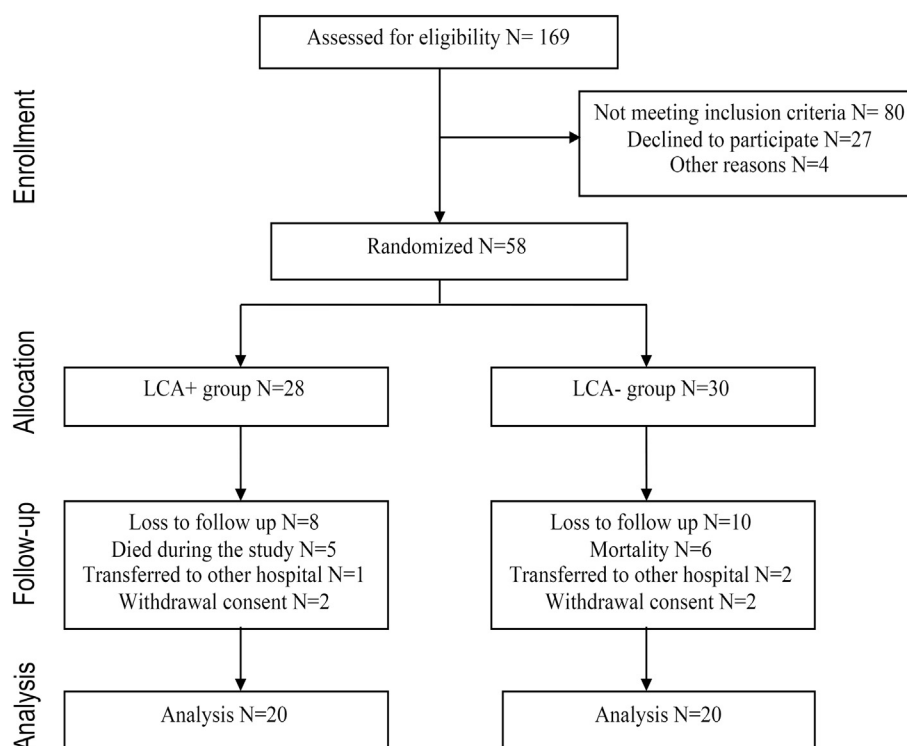 Assessed for eligibility N= 169
Enrollment
Not meeting inclusion criteria N= 80
Declined to participate N=27
Other reasons N=4
Randomized N=58
Allocation
LCA+ group N=28
LCA- group N=30
Follow-up
Loss to follow up N=8
Died during the study N=5
Transferred to other hospital N=1
Withdrawal consent N=2
Loss to follow up N=10
Mortality N=6
Transferred to other hospital N=2
Withdrawal consent N=2
Analysis
Analysis N=20
Analysis N=20